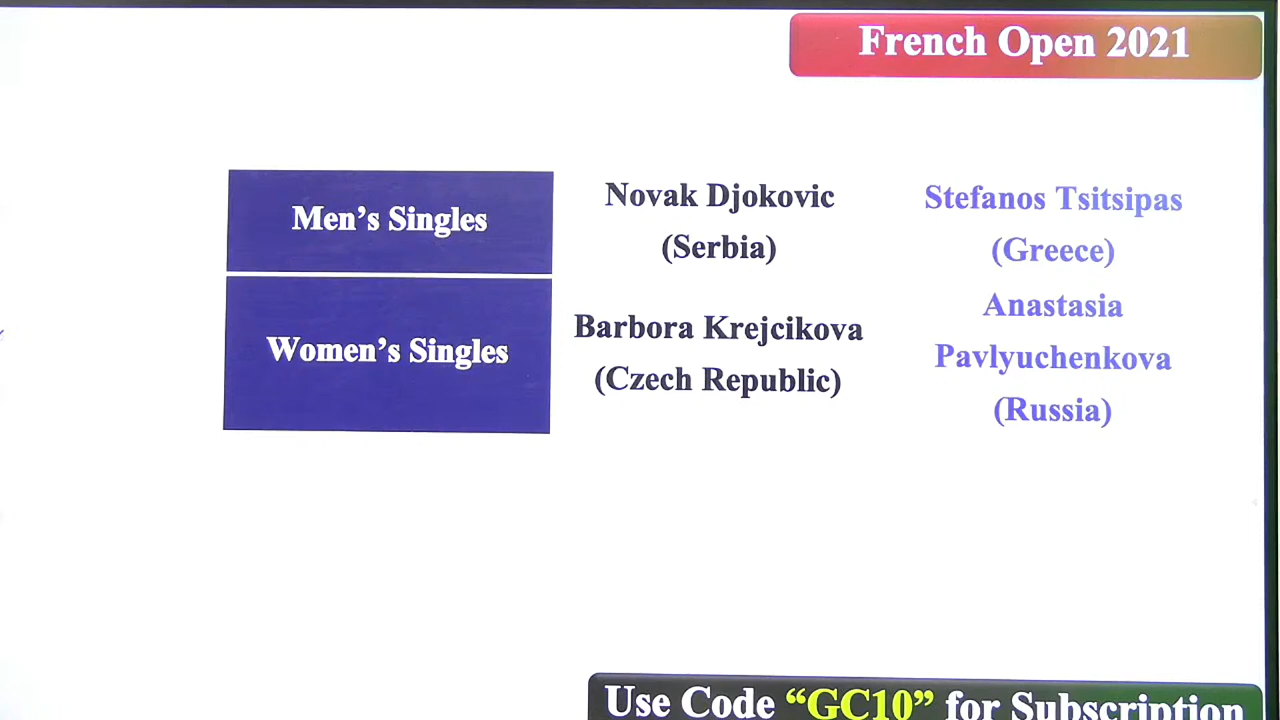 French Open 2021
Men’s Singles
Novak Djokovic
(Serbia)
Stefanos Tsitsipas
(Greece)
Women’s Singles
Barbora Krejcikova
(Czech Republic)
Anastasia
Pavlyuchenkova
(Russia)
Use Code “GC10” for Subscription